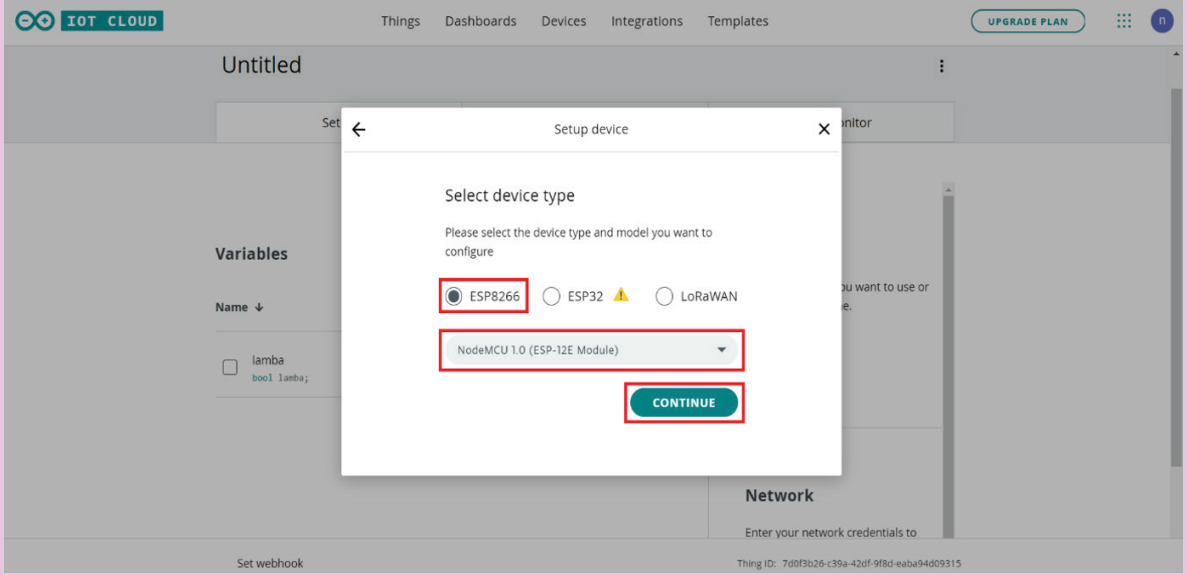 IOT CLOUD
Things Dashboards Devices Integrations Templates
UPGRADE PLAN
n
Untitled
Set
Setup device
onitor
Select device type
Please select the device type and model you want to
configure
ESP8266 ESP32 LoRaWAN
NodeMCU 1.0 (ESP-12E Module)
CONTINUE
Variables
Name
lamba
bool lamba;
ou want to use or
e.
Network
Enter your network credentials to
Set webhook
Thing ID: 7d0f3b26-c39a-42df-9f8d-eaba94d09315